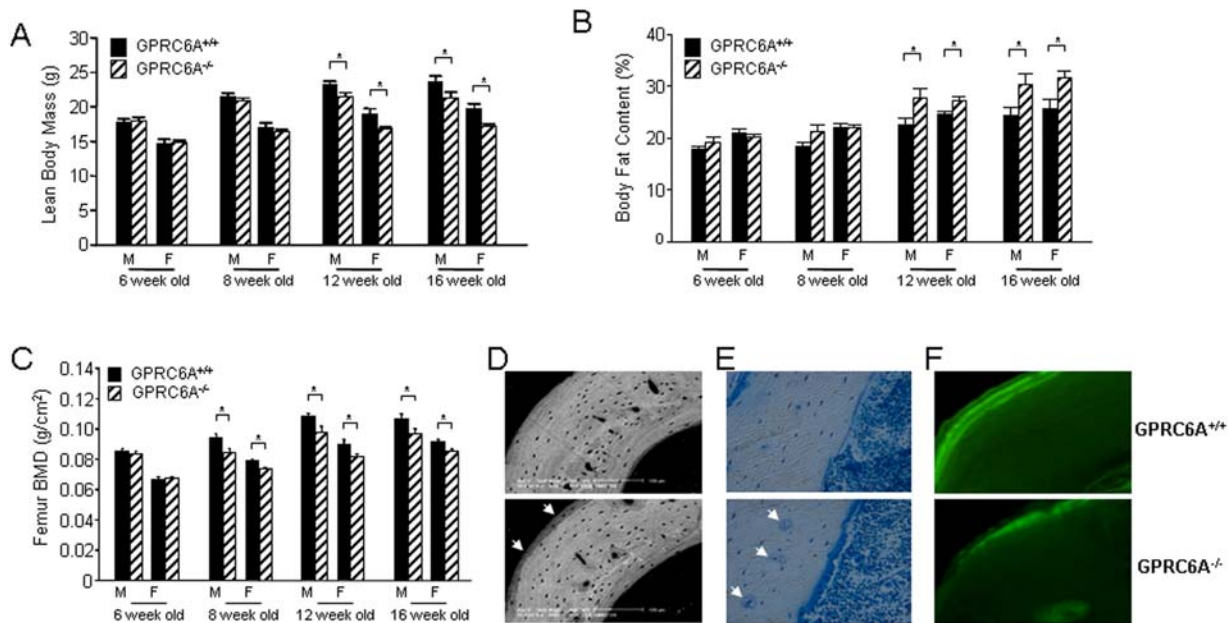 A
Lean Body Mass (g)
30
25
20
15
10
5
0
GPRC6A+/+
GPRC6A-/-
*
*
*
*
M F M F M F M F
6 week old 8 week old 12 week old 16 week old
B
Body Fat Content (%)
40
30
20
10
0
GPRC6A+/+
GPRC6A-/-
*
*
*
*
M F M F M F M F
6 week old 8 week old 12 week old 16 week old
C
Femur BMD (g/cm²)
0.14
0.12
0.10
0.08
0.06
0.04
0.02
0
GPRC6A+/+
GPRC6A-/-
*
*
*
*
*
*
M F M F M F M F
6 week old 8 week old 12 week old 16 week old
D
E
F
GPRC6A+/+
GPRC6A-/-